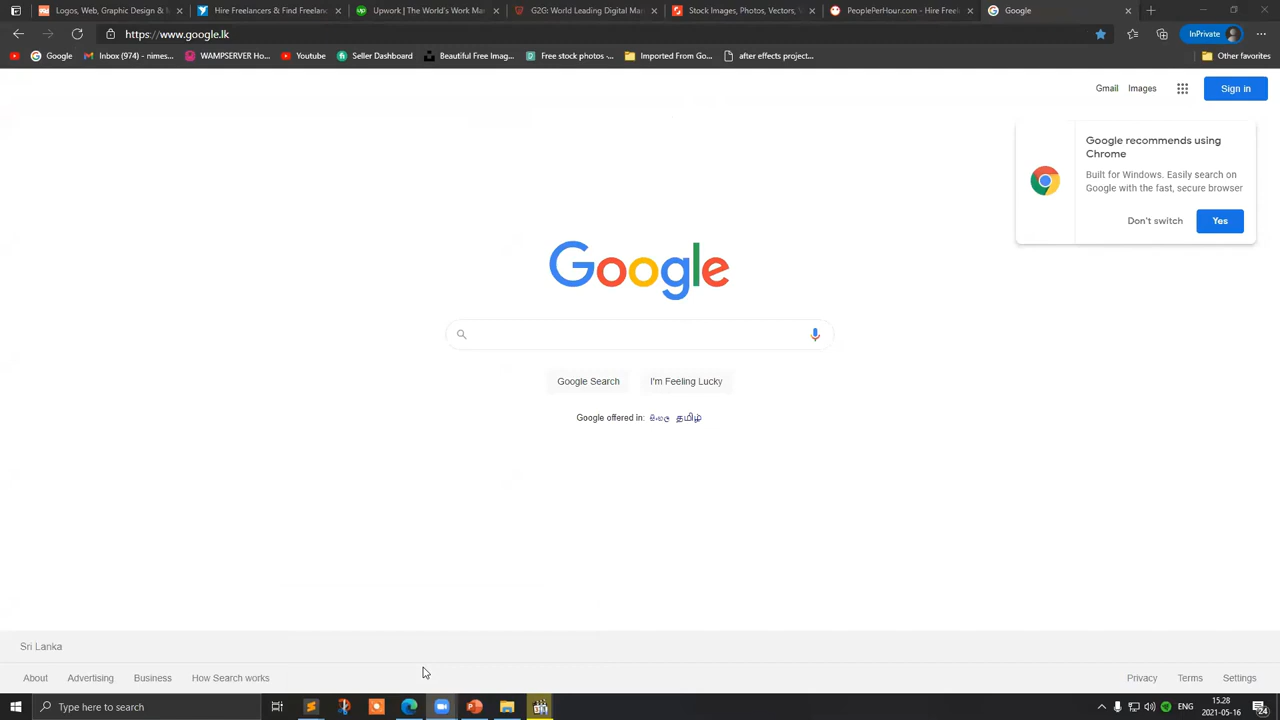 Logos, Web, Graphic Design &
Hire Freelancers & Find Freelanc
Upwork | The World's Work Mar
G2G: World Leading Digital Mar
Stock Images, Photos, Vectors,
PeoplePerHour.com - Hire Freel
Google
https://www.google.lk
InPrivate
Google
Inbox (19) - nimes...
WAMPSERVER Ho...
Youtube
Seller Dashboard
Beautiful Free Imag...
Free stock photos -...
Imported From Go...
after effects project...
Other favorites
Gmail
Images
Sign in
Google recommends using
Chrome
Built for Windows. Easily search on
Google with the fast, secure browser
Don't switch
Yes
Google
Google Search
I'm Feeling Lucky
Google offered in: සිංහල தமிழ்
Sri Lanka
About
Advertising
Business
How Search works
Privacy
Terms
Settings
Type here to search
ENG
15.28
2021-05-16
24